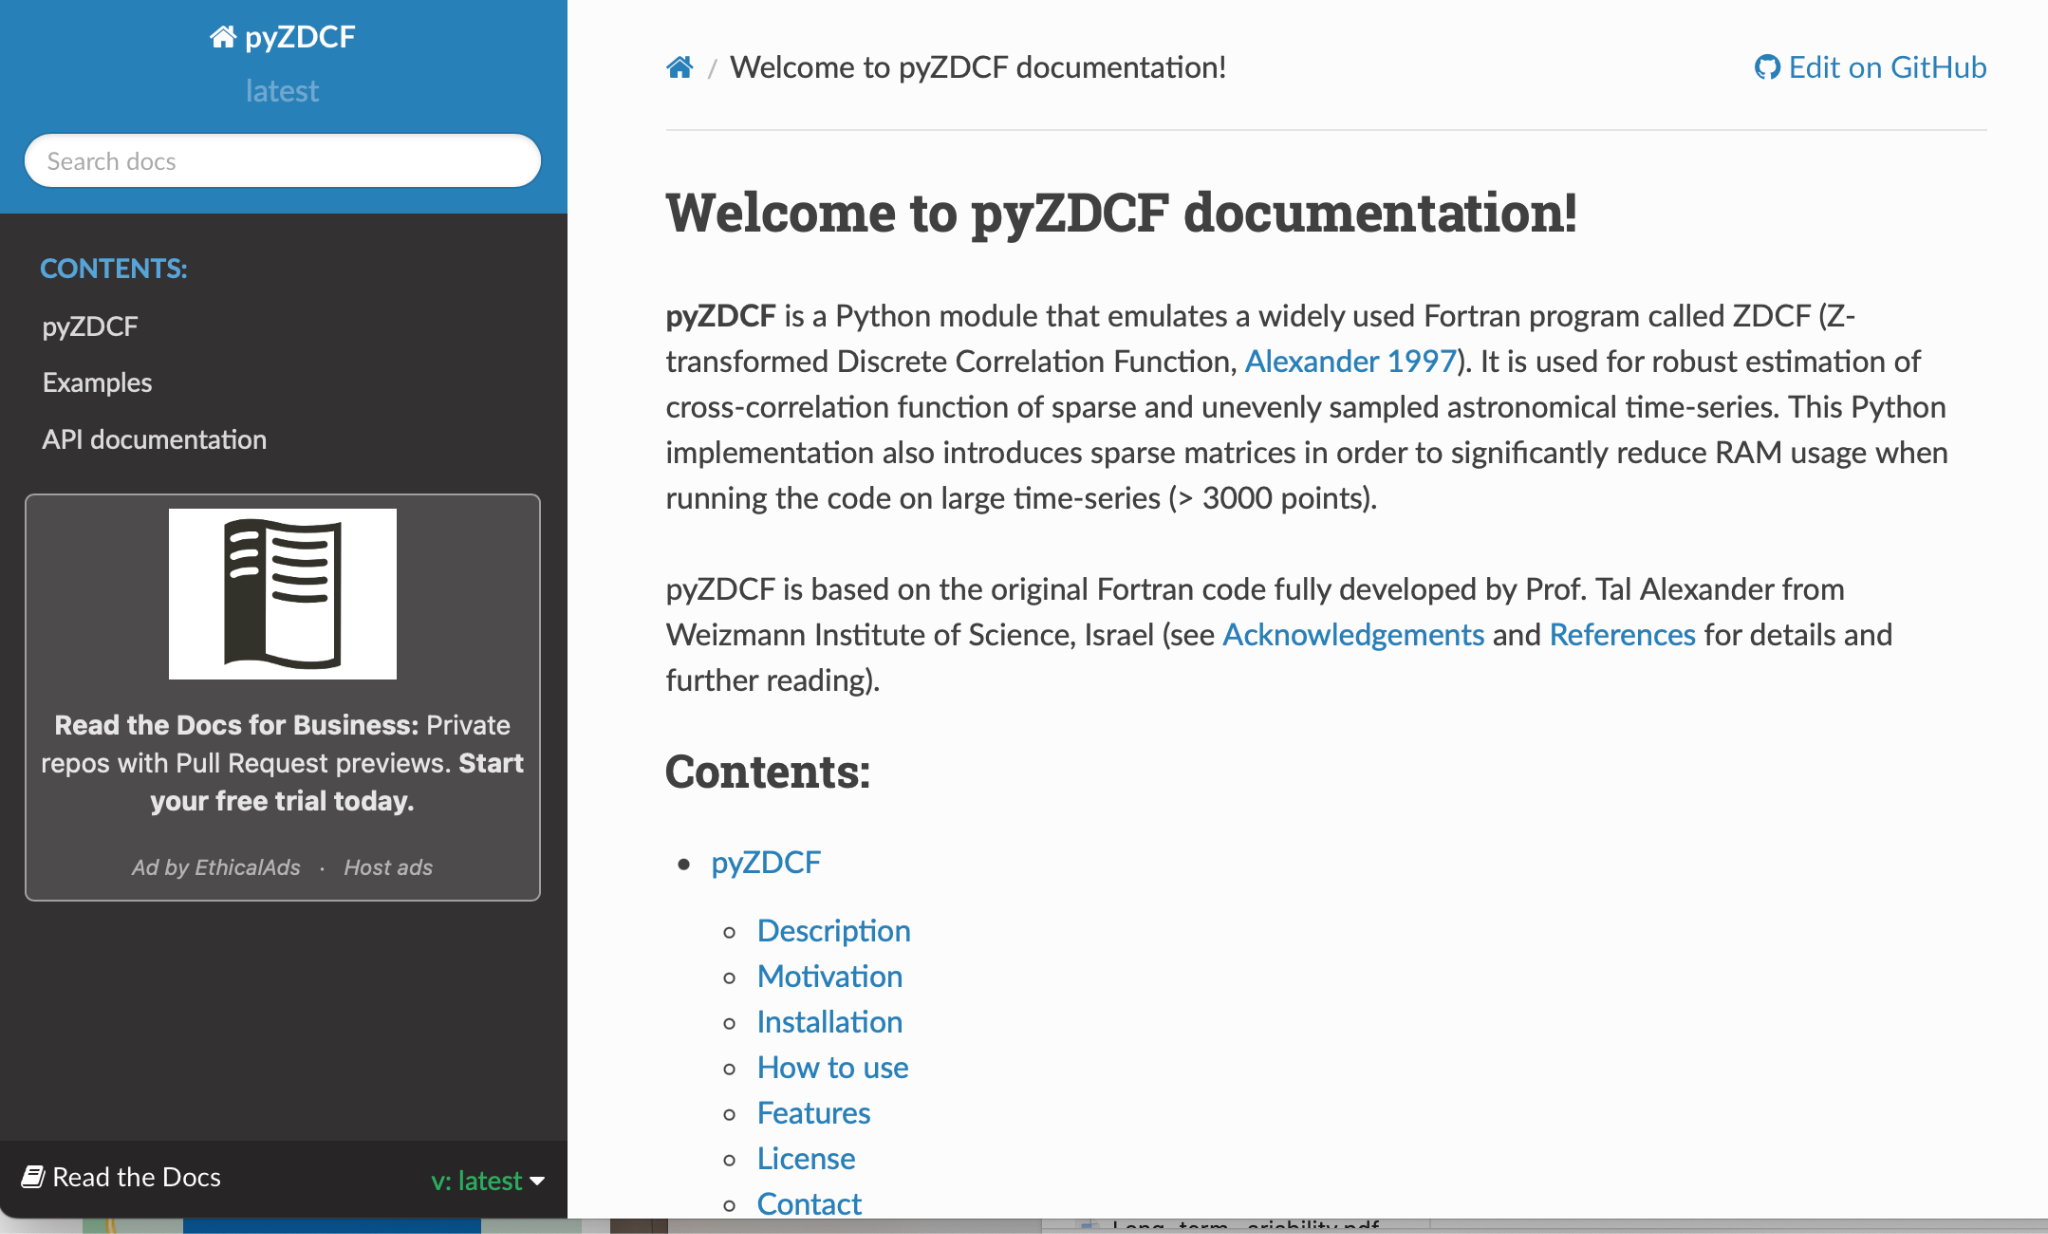 pyZDCF
latest
Search docs
CONTENTS:
pyZDCF
Examples
API documentation
Read the Docs for Business: Private
repos with Pull Request previews. Start
your free trial today.
Ad by EthicalAds · Host ads
Read the Docs
v: latest
/ Welcome to pyZDCF documentation!
Edit on GitHub
Welcome to pyZDCF documentation!
pyZDCF is a Python module that emulates a widely used Fortran program called ZDCF (Z-
transformed Discrete Correlation Function, Alexander 1997). It is used for robust estimation of
cross-correlation function of sparse and unevenly sampled astronomical time-series. This Python
implementation also introduces sparse matrices in order to significantly reduce RAM usage when
running the code on large time-series (> 3000 points).
pyZDCF is based on the original Fortran code fully developed by Prof. Tal Alexander from
Weizmann Institute of Science, Israel (see Acknowledgements and References for details and
further reading).
Contents:
• pyZDCF
◦ Description
◦ Motivation
◦ Installation
◦ How to use
◦ Features
◦ License
◦ Contact